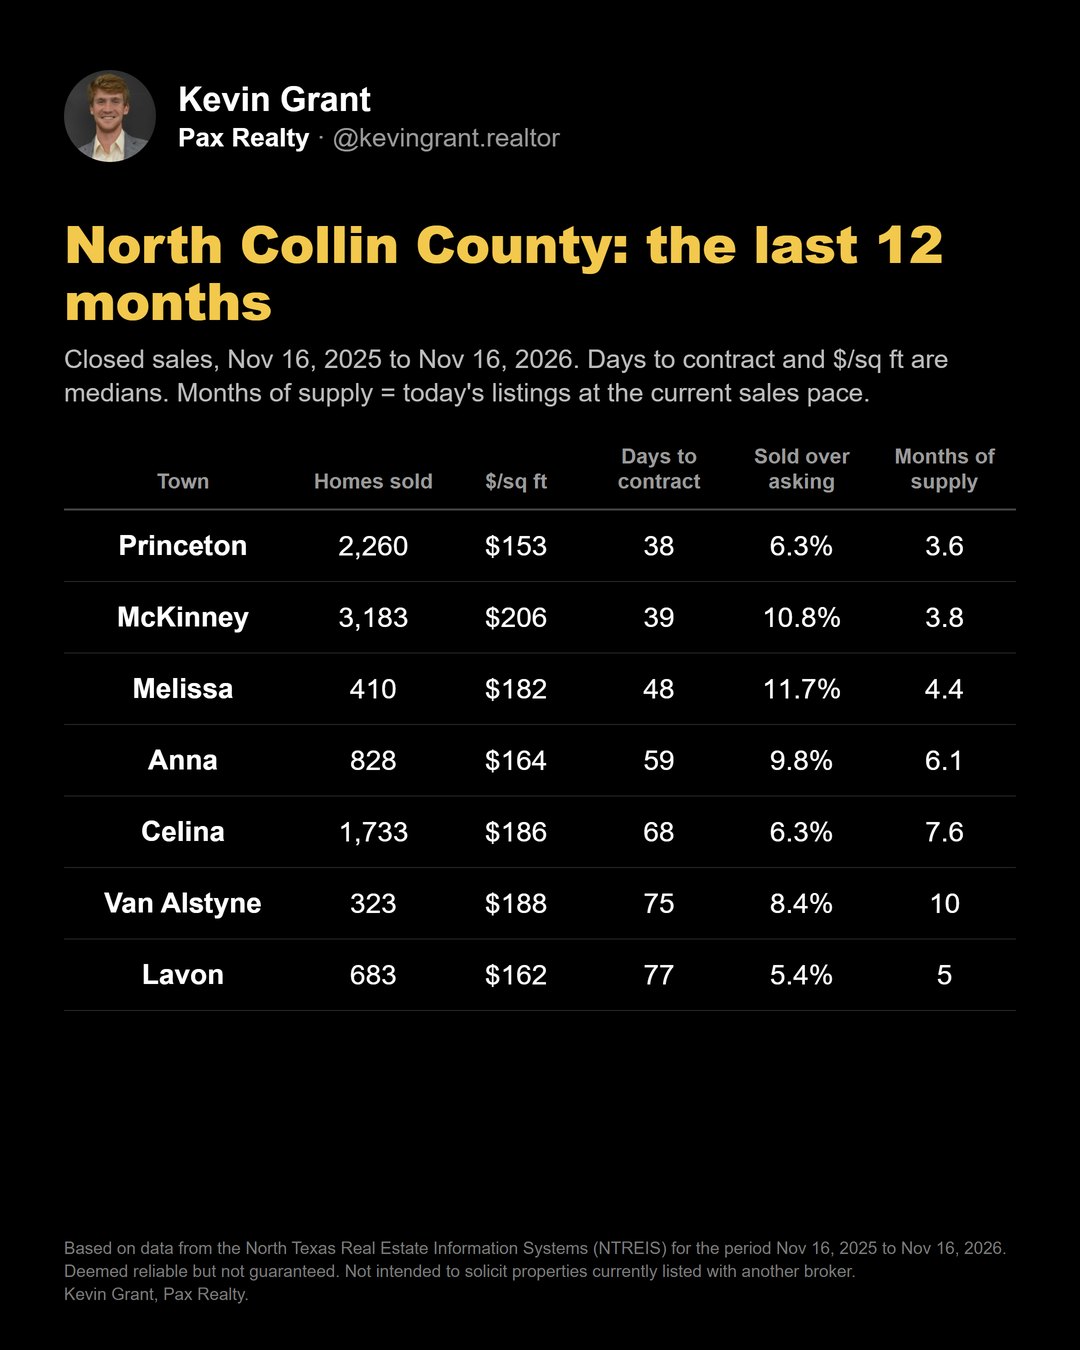 Kevin Grant
Pax Realty · @kevingrant.realtor
North Collin County: the last 12
months
Closed sales, Nov 16, 2025 to Nov 16, 2026. Days to contract and $/sq ft are
medians. Months of supply = today's listings at the current sales pace.
Town Homes sold $/sq ft Days to contract Sold over asking Months of supply
Princeton 2,260 $153 38 6.3% 3.6
McKinney 3,183 $206 39 10.8% 3.8
Melissa 410 $182 48 11.7% 4.4
Anna 828 $164 59 9.8% 6.1
Celina 1,733 $186 68 6.3% 7.6
Van Alstyne 323 $188 75 8.4% 10
Lavon 683 $162 77 5.4% 5
Based on data from the North Texas Real Estate Information Systems (NTREIS) for the period Nov 16, 2025 to Nov 16, 2026.
Deemed reliable but not guaranteed. Not intended to solicit properties currently listed with another broker.
Kevin Grant, Pax Realty.